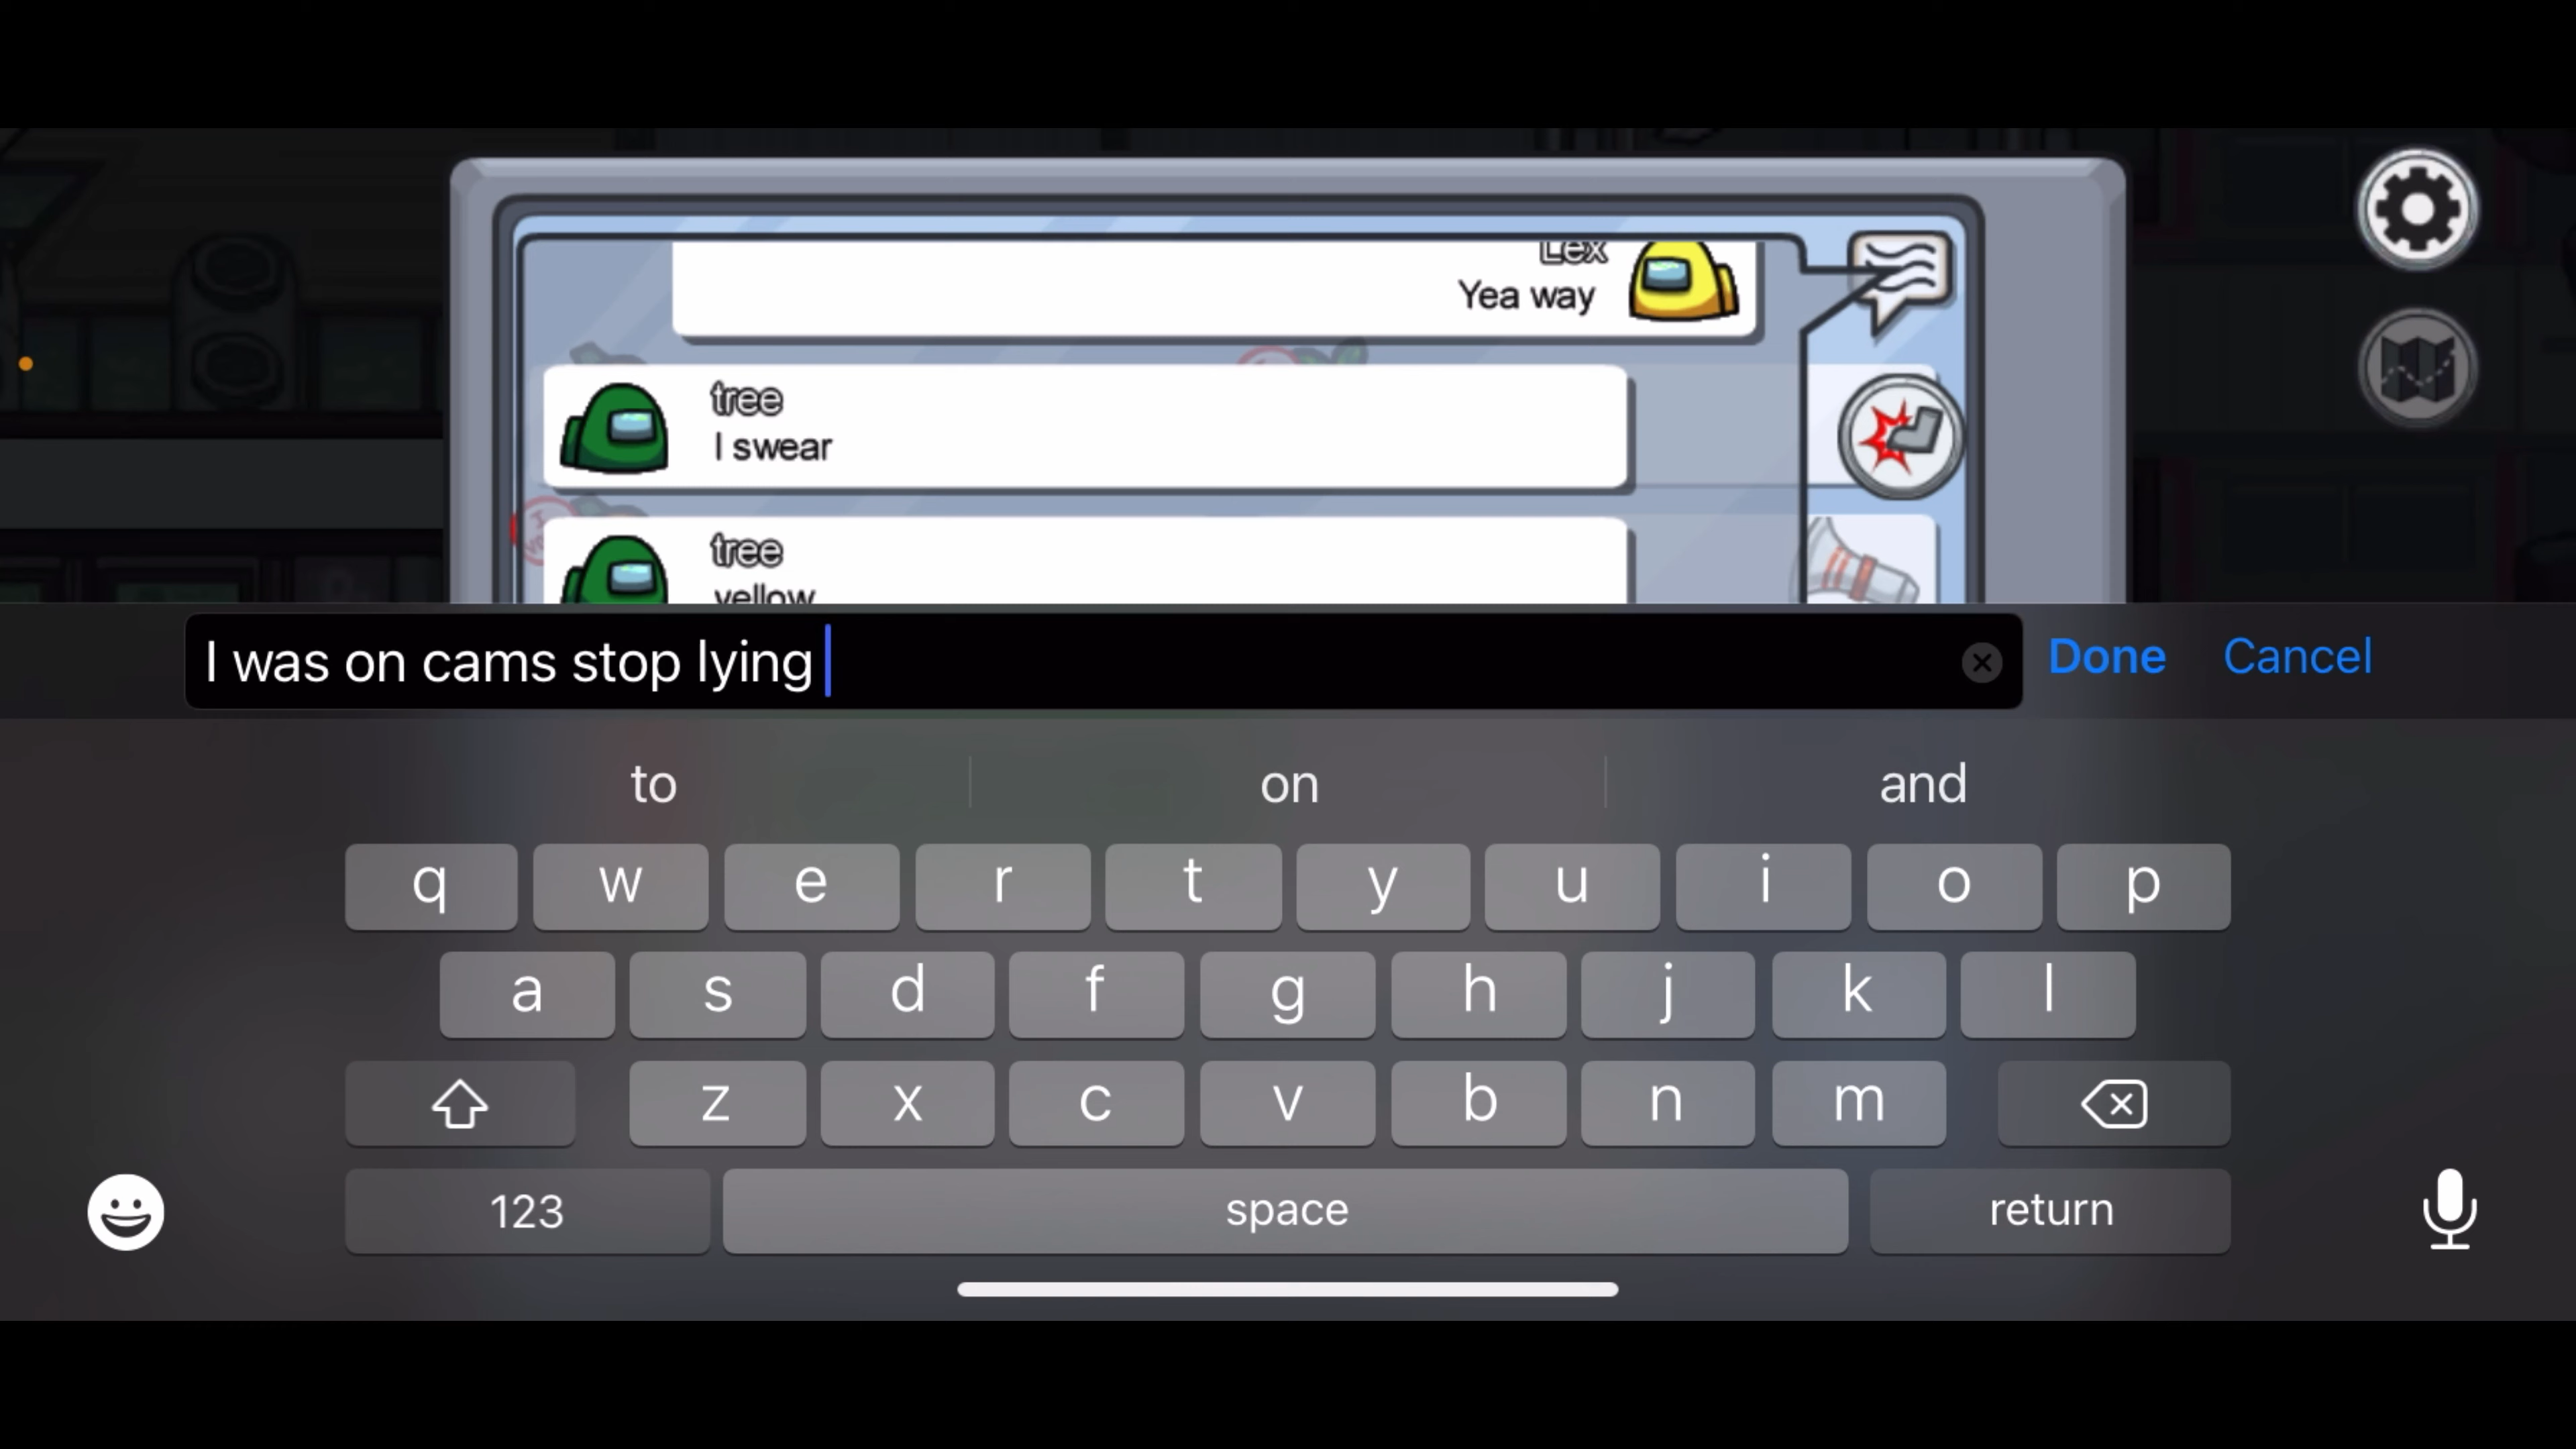 Lex
Yea way
tree
I swear
tree
yellow
I was on cams stop lying
Done
Cancel
to
on
and
q w e r t y u i o p
a s d f g h j k l
z x c v b n m
123
space
return